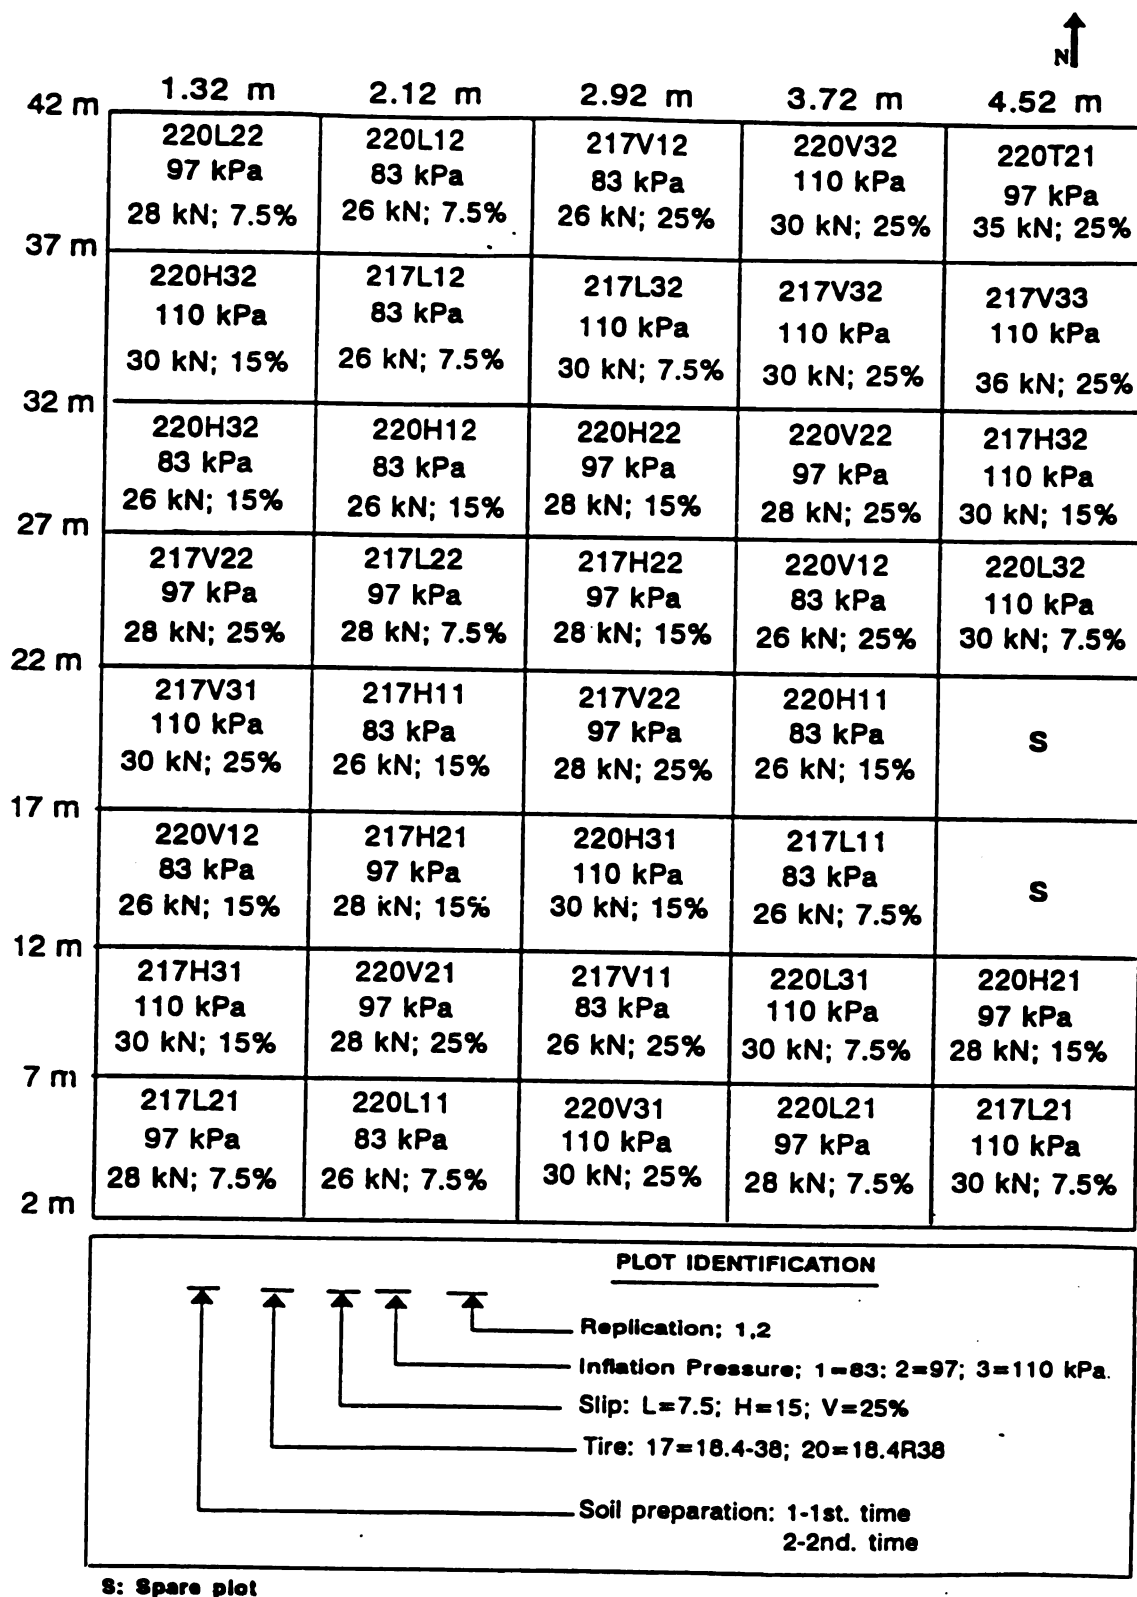 N
1.32 m 2.12 m 2.92 m 3.72 m 4.52 m
42 m
220L22 220L12 217V12 220V32 220T21
97 kPa 83 kPa 83 kPa 110 kPa 97 kPa
28 kN; 7.5% 26 kN; 7.5% 26 kN; 25% 30 kN; 25% 35 kN; 25%
37 m
220H32 217L12 217L32 217V32 217V33
110 kPa 83 kPa 110 kPa 110 kPa 110 kPa
30 kN; 15% 26 kN; 7.5% 30 kN; 7.5% 30 kN; 25% 36 kN; 25%
32 m
220H32 220H12 220H22 220V22 217H32
83 kPa 83 kPa 97 kPa 97 kPa 110 kPa
26 kN; 15% 26 kN; 15% 28 kN; 15% 28 kN; 25% 30 kN; 15%
27 m
217V22 217L22 217H22 220V12 220L32
97 kPa 97 kPa 97 kPa 83 kPa 110 kPa
28 kN; 25% 28 kN; 7.5% 28 kN; 15% 26 kN; 25% 30 kN; 7.5%
22 m
217V31 217H11 217V22 220H11
110 kPa 83 kPa 97 kPa 83 kPa S
30 kN; 25% 26 kN; 15% 28 kN; 25% 26 kN; 15%
17 m
220V12 217H21 220H31 217L11
83 kPa 97 kPa 110 kPa 83 kPa S
26 kN; 15% 28 kN; 15% 30 kN; 15% 26 kN; 7.5%
12 m
217H31 220V21 217V11 220L31 220H21
110 kPa 97 kPa 83 kPa 110 kPa 97 kPa
30 kN; 15% 28 kN; 25% 26 kN; 25% 30 kN; 7.5% 28 kN; 15%
7 m
217L21 220L11 220V31 220L21 217L21
97 kPa 83 kPa 110 kPa 97 kPa 110 kPa
28 kN; 7.5% 26 kN; 7.5% 30 kN; 25% 28 kN; 7.5% 30 kN; 7.5%
2 m
PLOT IDENTIFICATION
Replication; 1,2
Inflation Pressure; 1=83: 2=97; 3=110 kPa.
Slip: L=7.5; H=15; V=25%
Tire: 17=18.4-38; 20=18.4R38
Soil preparation: 1-1st. time
2-2nd. time
S: Spare plot